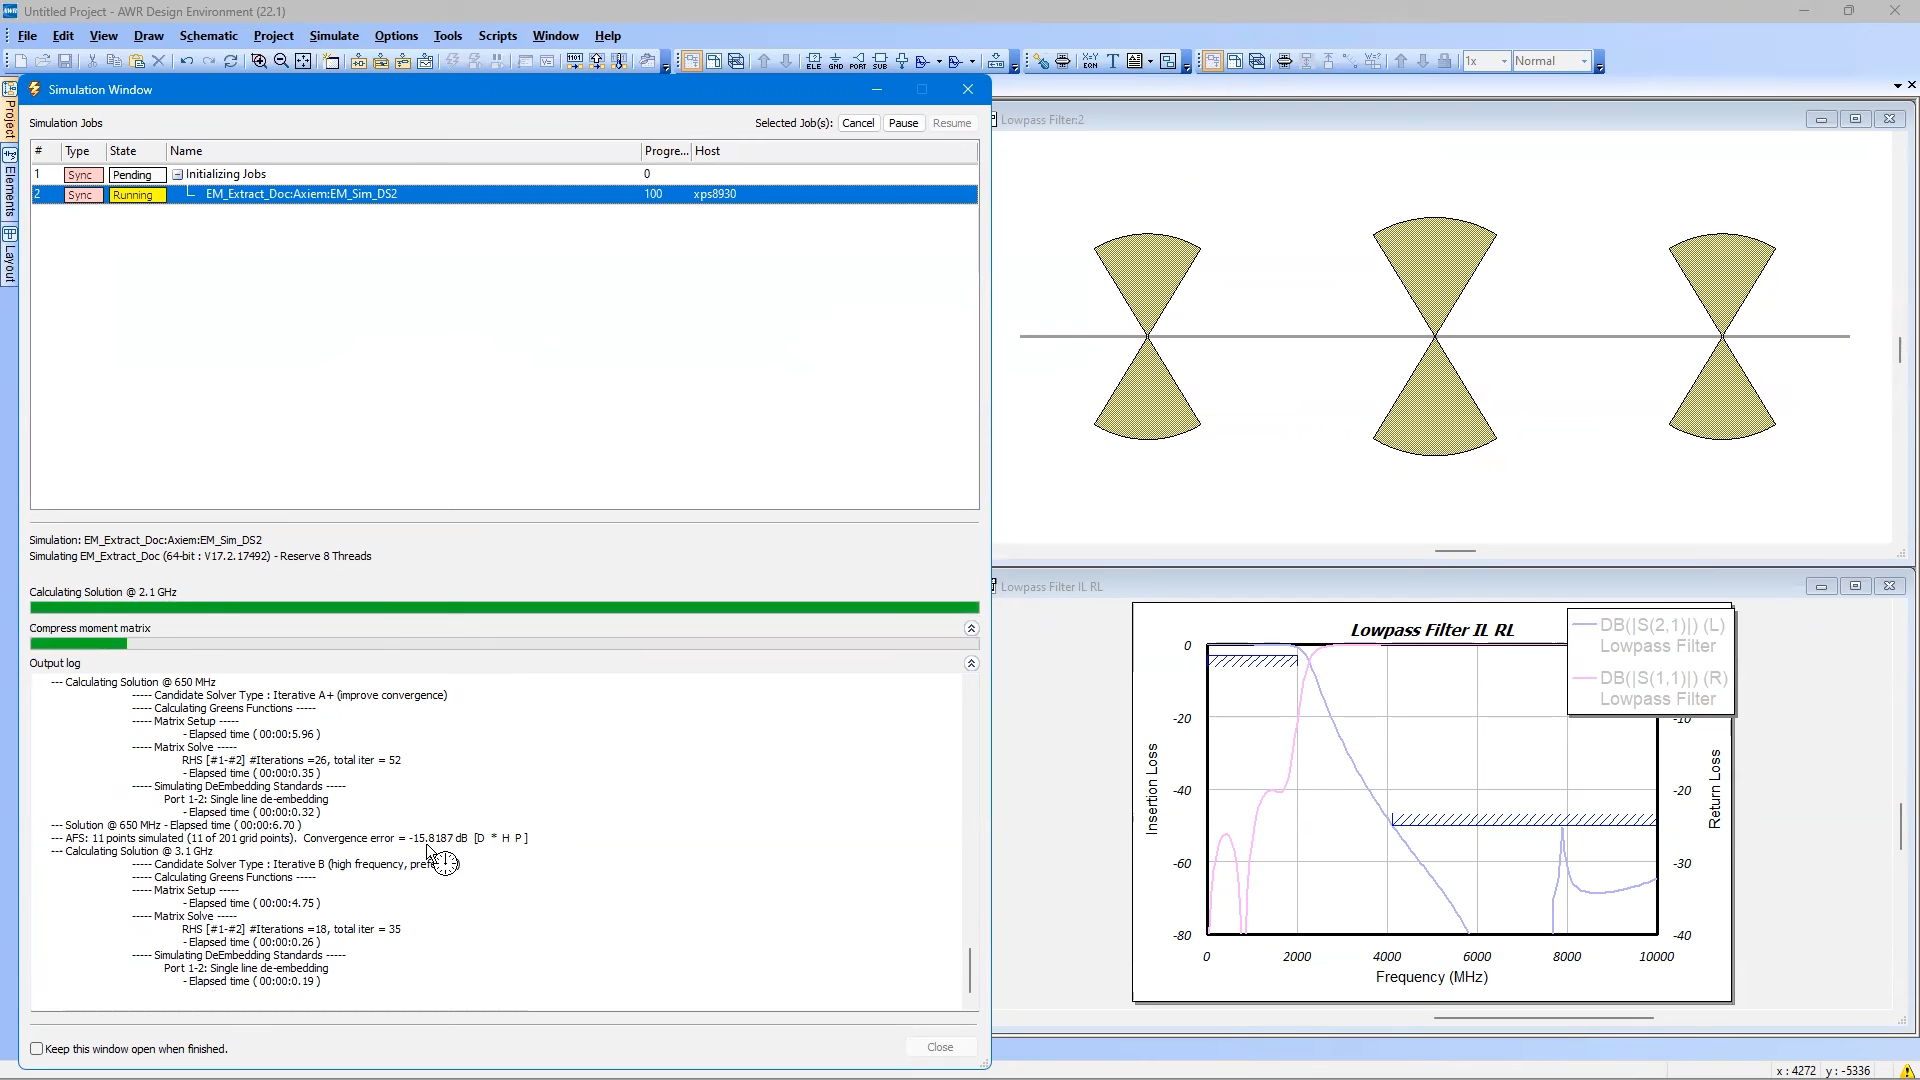 Untitled Project - AWR Design Environment (22.1)
File Edit View Draw Schematic Project Simulate Options Tools Scripts Window Help
ELE GND PORT SUB X=Y EQN 1x Normal
Simulation Window
Project
Elements
Layout
Simulation Jobs
Selected Job(s): Cancel Pause Resume
# Type State Name Progre... Host
1 Sync Pending Initializing Jobs 0
2 Sync Running EM_Extract_Doc:Axiem:EM_Sim_DS2 100 xps8930
Simulation: EM_Extract_Doc:Axiem:EM_Sim_DS2
Simulating EM_Extract_Doc (64-bit : V17.2.17492) - Reserve 8 Threads
Calculating Solution @ 2.1 GHz
Compress moment matrix
Output log
--- Calculating Solution @ 650 MHz
----- Candidate Solver Type : Iterative A+ (improve convergence)
----- Calculating Greens Functions -----
----- Matrix Setup -----
- Elapsed time ( 00:00:5.96 )
----- Matrix Solve -----
RHS [#1-#2] #Iterations =26, total iter = 52
- Elapsed time ( 00:00:0.35 )
----- Simulating DeEmbedding Standards -----
Port 1-2: Single line de-embedding
- Elapsed time ( 00:00:0.32 )
--- Solution @ 650 MHz - Elapsed time ( 00:00:6.70 )
--- AFS: 11 points simulated (11 of 201 grid points). Convergence error = -15.8187 dB [D * H P ]
--- Calculating Solution @ 3.1 GHz
----- Candidate Solver Type : Iterative B (high frequency,
----- Calculating Greens Functions -----
----- Matrix Setup -----
- Elapsed time ( 00:00:4.75 )
----- Matrix Solve -----
RHS [#1-#2] #Iterations =18, total iter = 35
- Elapsed time ( 00:00:0.26 )
----- Simulating DeEmbedding Standards -----
Port 1-2: Single line de-embedding
- Elapsed time ( 00:00:0.19 )
Keep this window open when finished.
Close
Lowpass Filter:2
Lowpass Filter IL RL
Lowpass Filter IL RL
DB(|S(2,1)|) (L)
Lowpass Filter
DB(|S(1,1)|) (R)
Lowpass Filter
Insertion Loss
0
-20
-40
-60
-80
-10
-20
-30
-40
Return Loss
0 2000 4000 6000 8000 10000
Frequency (MHz)
x : 4272 y : -5336